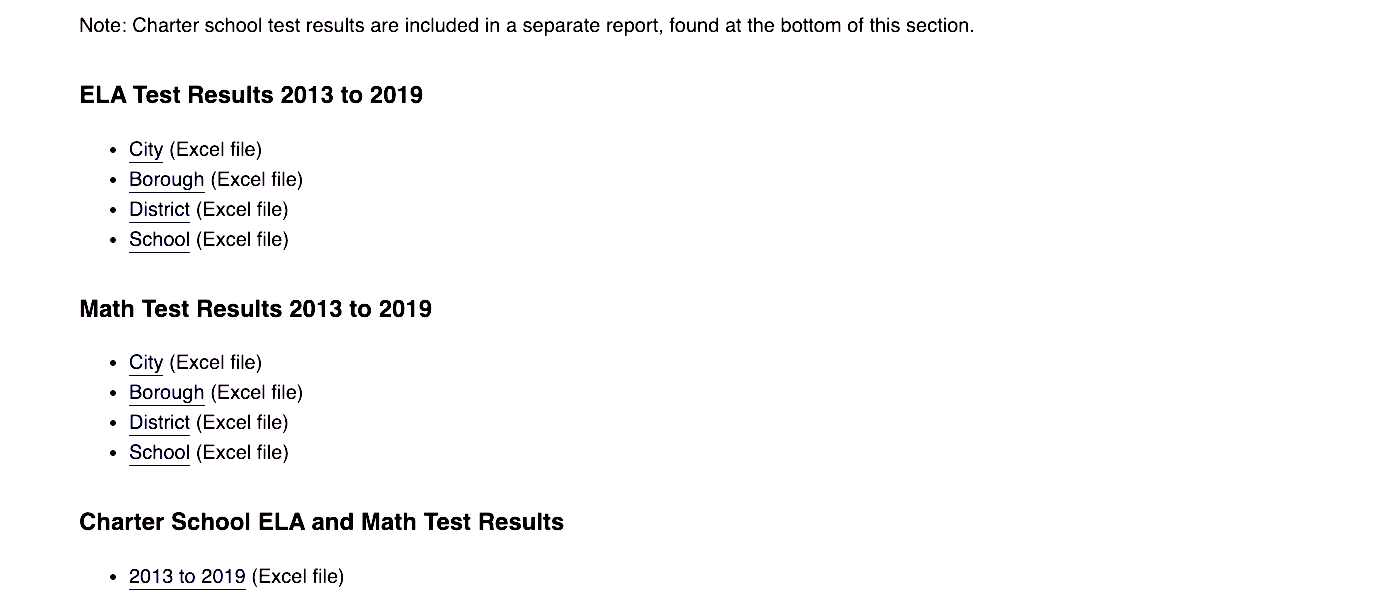 Note: Charter school test results are included in a separate report, found at the bottom of this section.
ELA Test Results 2013 to 2019
• City (Excel file)
• Borough (Excel file)
• District (Excel file)
• School (Excel file)
Math Test Results 2013 to 2019
• City (Excel file)
• Borough (Excel file)
• District (Excel file)
• School (Excel file)
Charter School ELA and Math Test Results
• 2013 to 2019 (Excel file)